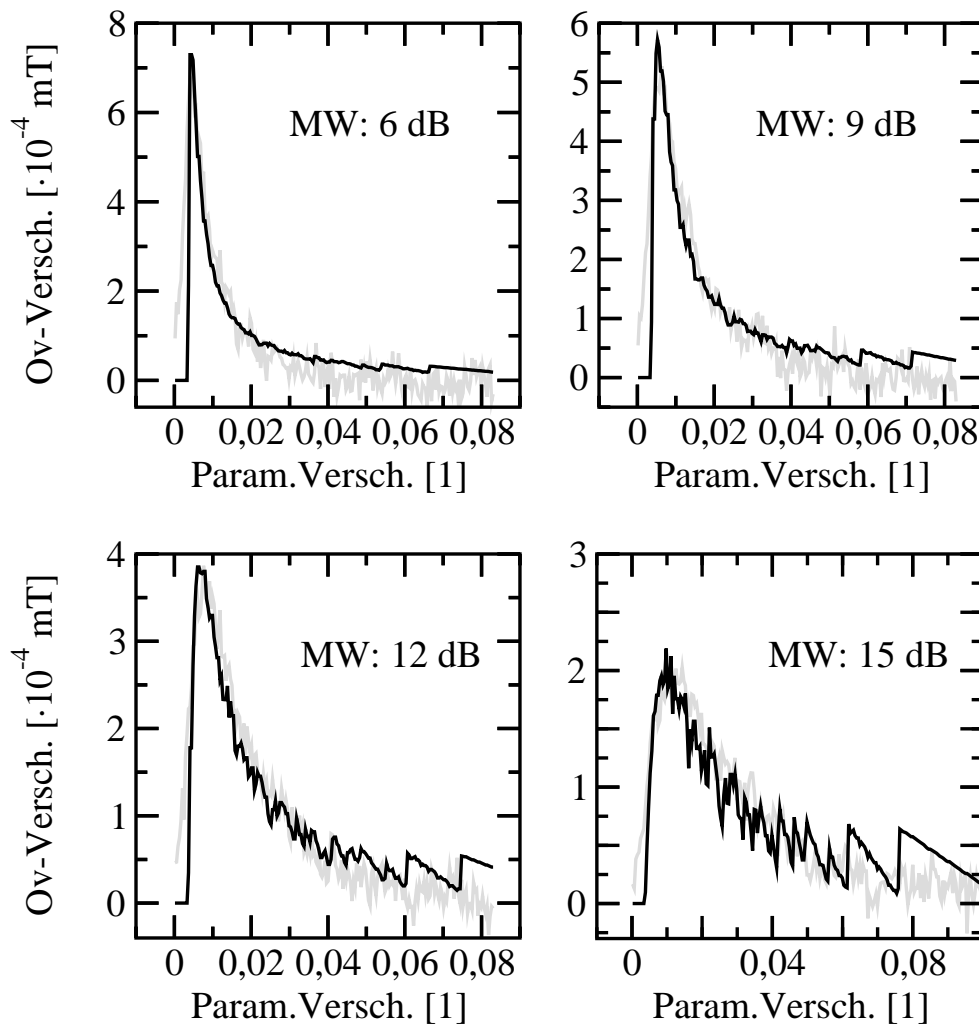 Ov-Versch. [·10⁻⁴ mT]
8
6
4
2
0
MW: 6 dB
0 0,02 0,04 0,06 0,08
Param.Versch. [1]
6
5
4
3
2
1
0
MW: 9 dB
0 0,02 0,04 0,06 0,08
Param.Versch. [1]
Ov-Versch. [·10⁻⁴ mT]
4
3
2
1
0
MW: 12 dB
0 0,02 0,04 0,06 0,08
Param.Versch. [1]
3
2
1
0
MW: 15 dB
0 0,04 0,08
Param.Versch. [1]